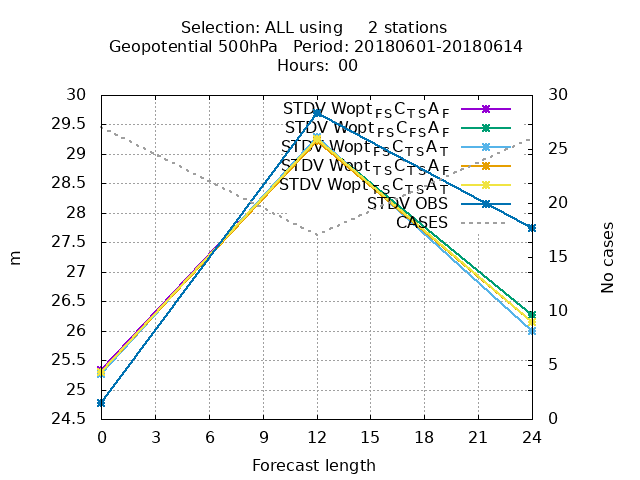 Selection: ALL using 2 stations
Geopotential 500hPa Period: 20180601-20180614
Hours: 00
30
29.5
29
28.5
28
27.5
27
26.5
26
25.5
25
24.5
m
STDV Wopt FS C TS A F
STDV Wopt FS C FS A F
STDV Wopt FS C TS A T
STDV Wopt TS C TS A F
STDV Wopt TS C TS A T
STDV OBS
CASES
30
25
20
15
10
5
0
No cases
0 3 6 9 12 15 18 21 24
Forecast length